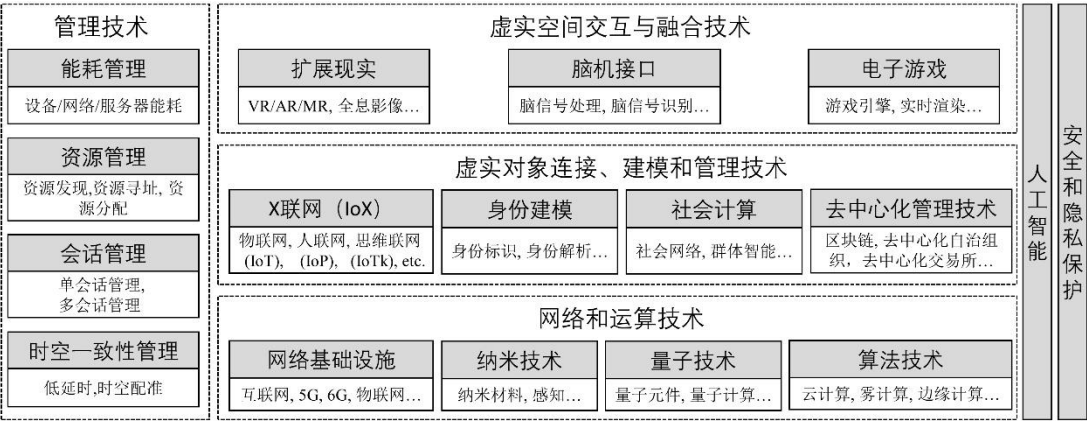 管理技术
能耗管理
设备/网络/服务器能耗
资源管理
资源发现,资源寻址, 资
源分配
会话管理
单会话管理,
多会话管理
时空一致性管理
低延时,时空配准
虚实空间交互与融合技术
扩展现实
VR/AR/MR, 全息影像...
脑机接口
脑信号处理, 脑信号识别...
电子游戏
游戏引擎, 实时渲染...
虚实对象连接、建模和管理技术
X联网（IoX）
物联网, 人联网, 思维联网
(IoT), (IoP), (IoTk), etc.
身份建模
身份标识, 身份解析...
社会计算
社会网络, 群体智能...
去中心化管理技术
区块链, 去中心化自治组
织，去中心化交易所...
网络和运算技术
网络基础设施
互联网, 5G, 6G, 物联网...
纳米技术
纳米材料, 感知...
量子技术
量子元件, 量子计算...
算法技术
云计算, 雾计算, 边缘计算...
人工智能
安全和隐私保护